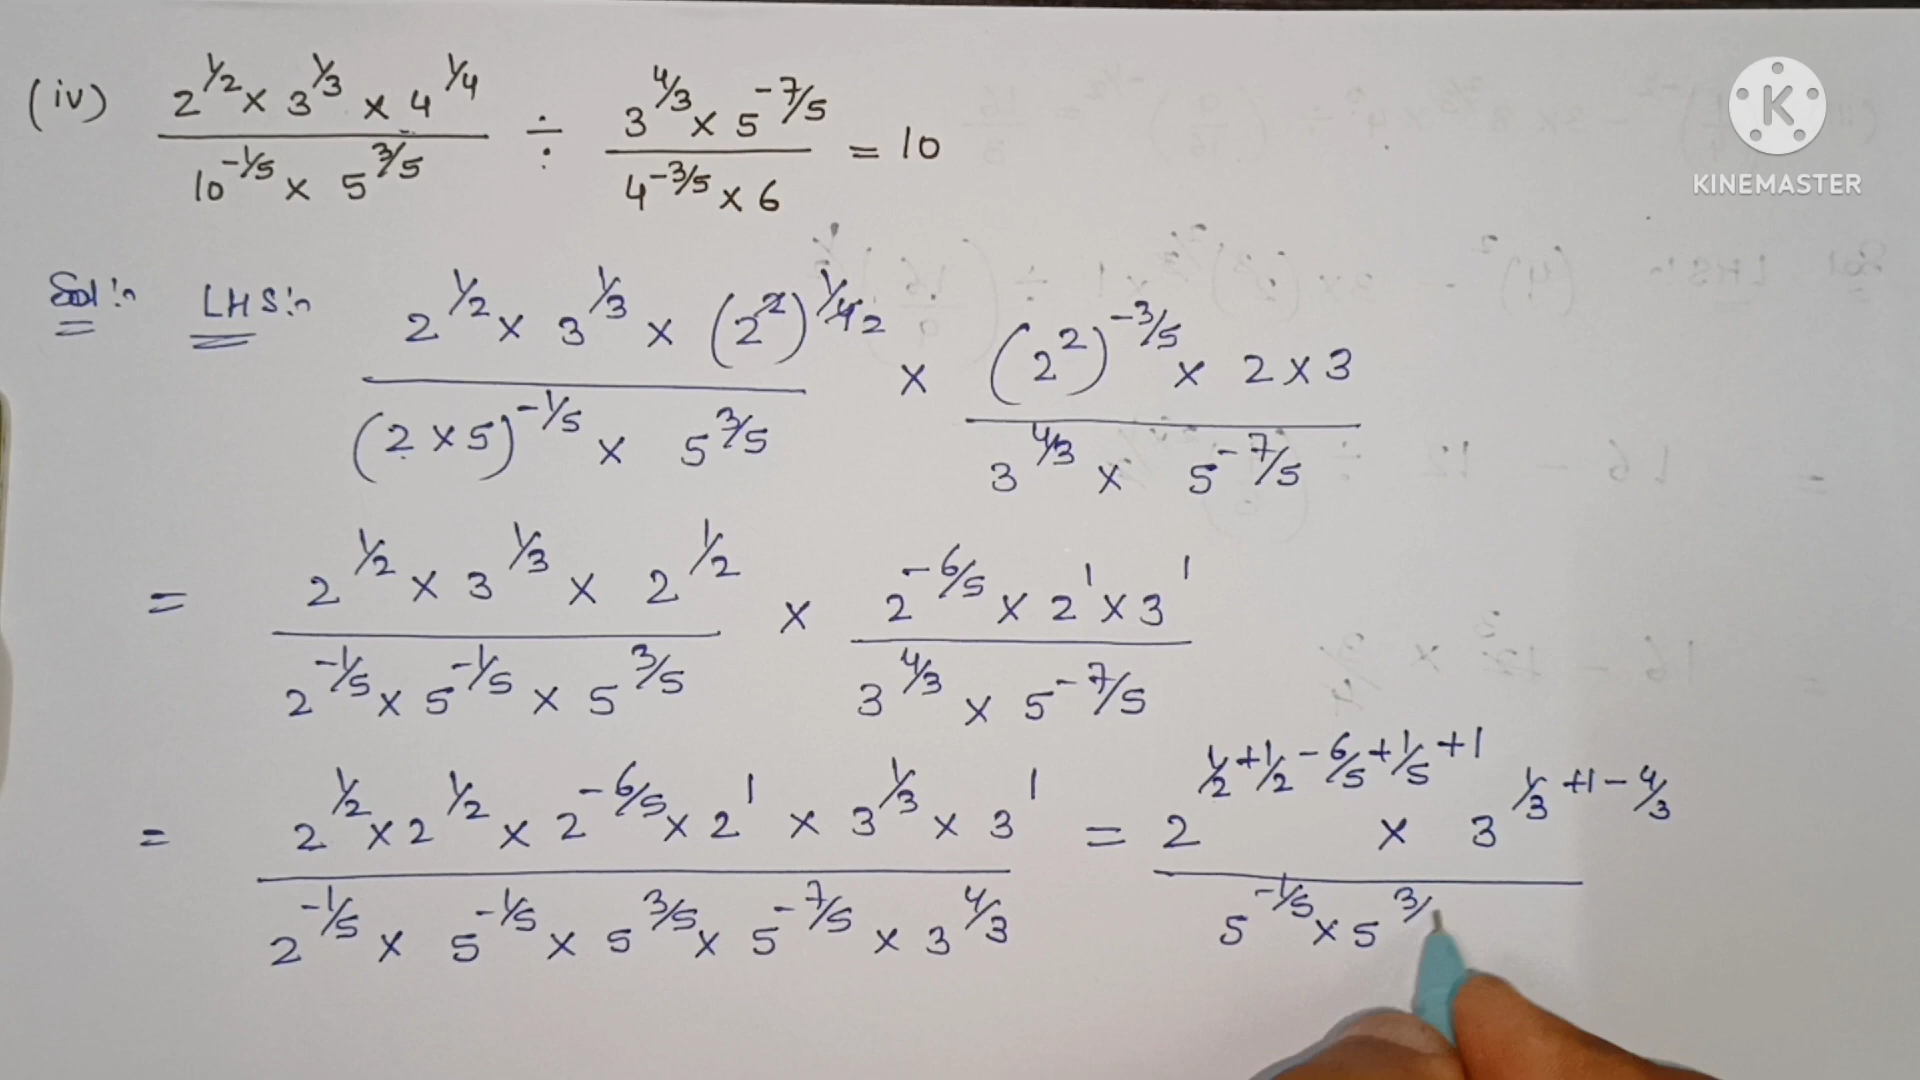 (iv) 2^1/2 × 3^1/3 × 4^1/4 / 10^-1/5 × 5^3/5 ÷ 3^4/3 × 5^-7/5 / 4^-3/5 × 6 = 10
KINEMASTER
Sol:n LHS:n 2^1/2 × 3^1/3 × (2^2)^1/42 / (2×5)^-1/5 × 5^3/5 × (2^2)^-3/5 × 2 × 3 / 3^4/3 × 5^-7/5
= 2^1/2 × 3^1/3 × 2^1/2 / 2^-1/5 × 5^-1/5 × 5^3/5 × 2^-6/5 × 2^1 × 3^1 / 3^4/3 × 5^-7/5
= 2^1/2 × 2^1/2 × 2^-6/5 × 2^1 × 3^1/3 × 3^1 / 2^-1/5 × 5^-1/5 × 5^3/5 × 5^-7/5 × 3^4/3 = 2^1/2+1/2-6/5+1/5+1 × 3^1/3+1-4/3 / 5^-1/5 × 5^3/